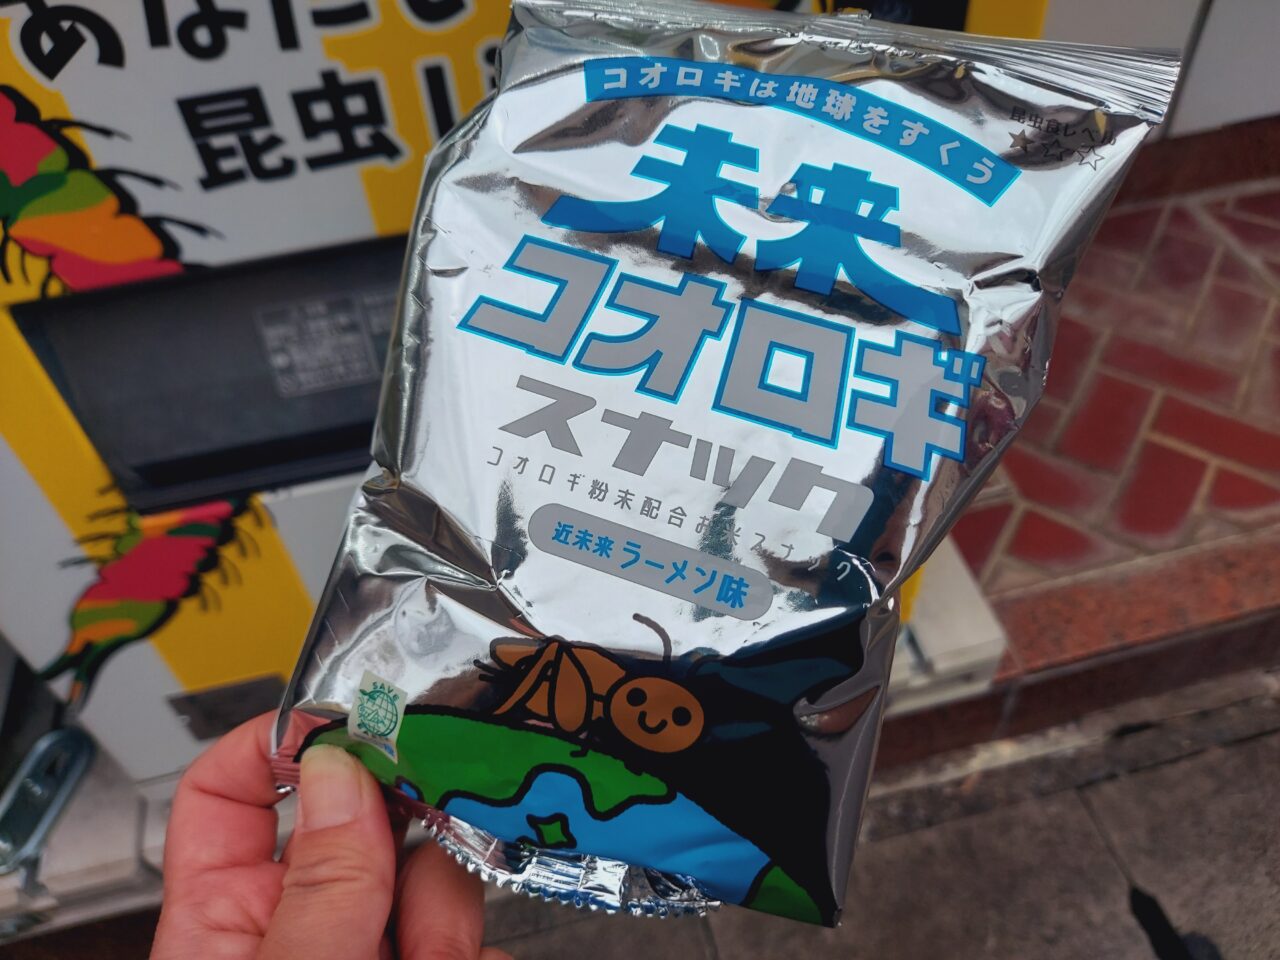 あなたも
昆虫
コオロギは地球をすくう
昆虫食レベル
★☆☆
未来
コオロギ
スナック
コオロギ粉末配合お米スナック
近未来ラーメン味
SAVE